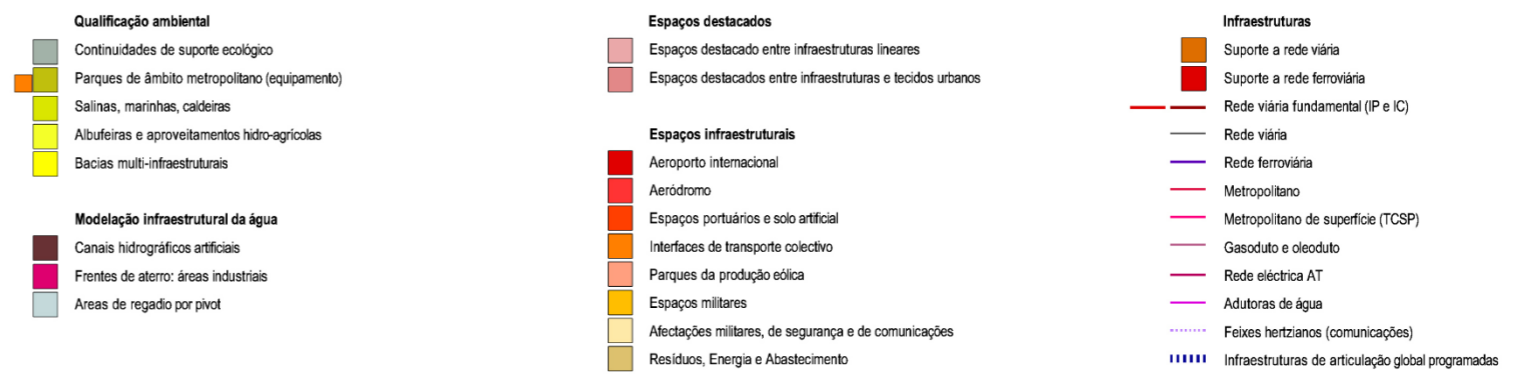 Qualificação ambiental
Continuidades de suporte ecológico
Parques de âmbito metropolitano (equipamento)
Salinas, marinhas, caldeiras
Albufeiras e aproveitamentos hidro-agrícolas
Bacias multi-infraestruturais
Modelação infraestrutural da água
Canais hidrográficos artificiais
Frentes de aterro: áreas industriais
Areas de regadio por pivot
Espaços destacados
Espaços destacado entre infraestruturas lineares
Espaços destacados entre infraestruturas e tecidos urbanos
Espaços infraestruturais
Aeroporto internacional
Aeródromo
Espaços portuários e solo artificial
Interfaces de transporte colectivo
Parques da produção eólica
Espaços militares
Afectações militares, de segurança e de comunicações
Resíduos, Energia e Abastecimento
Infraestruturas
Suporte a rede viária
Suporte a rede ferroviária
Rede viária fundamental (IP e IC)
Rede viária
Rede ferroviária
Metropolitano
Metropolitano de superfície (TCSP)
Gasoduto e oleoduto
Rede eléctrica AT
Adutoras de água
Feixes hertzianos (comunicações)
Infraestruturas de articulação global programadas